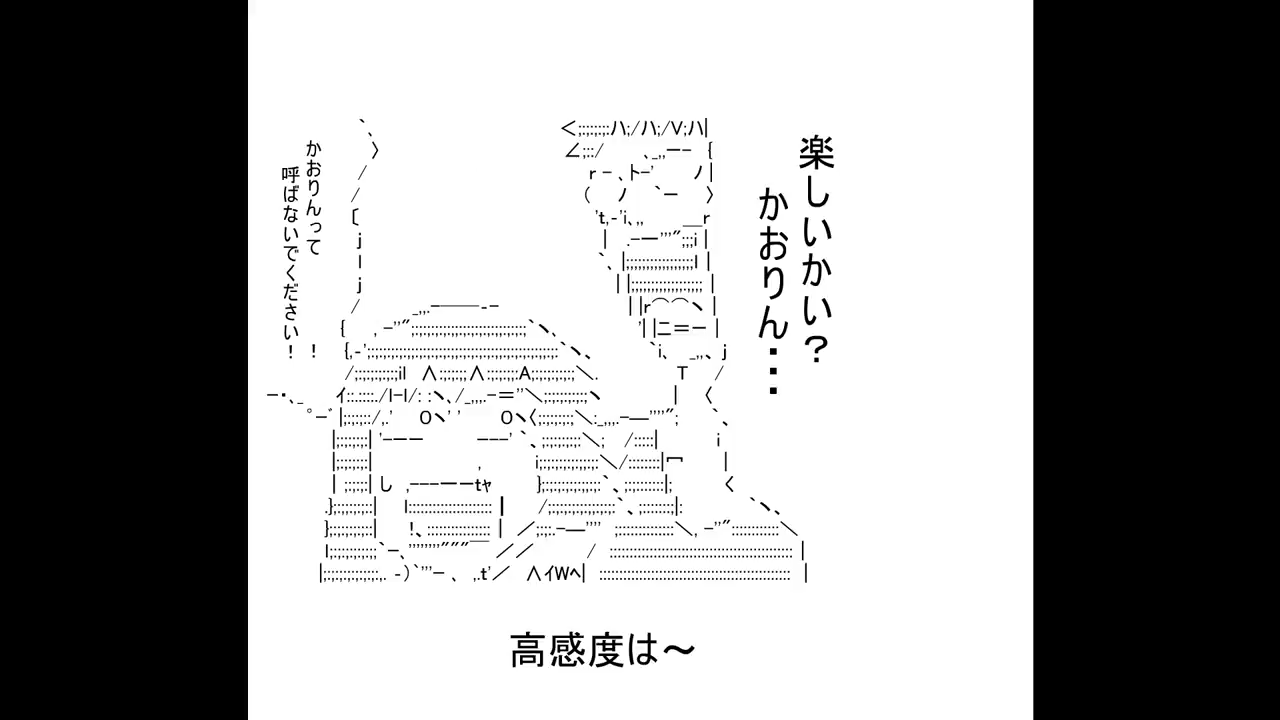 楽しいかい？
かおりん・・・
かおりんって
呼ばないでください！！
高感度は～